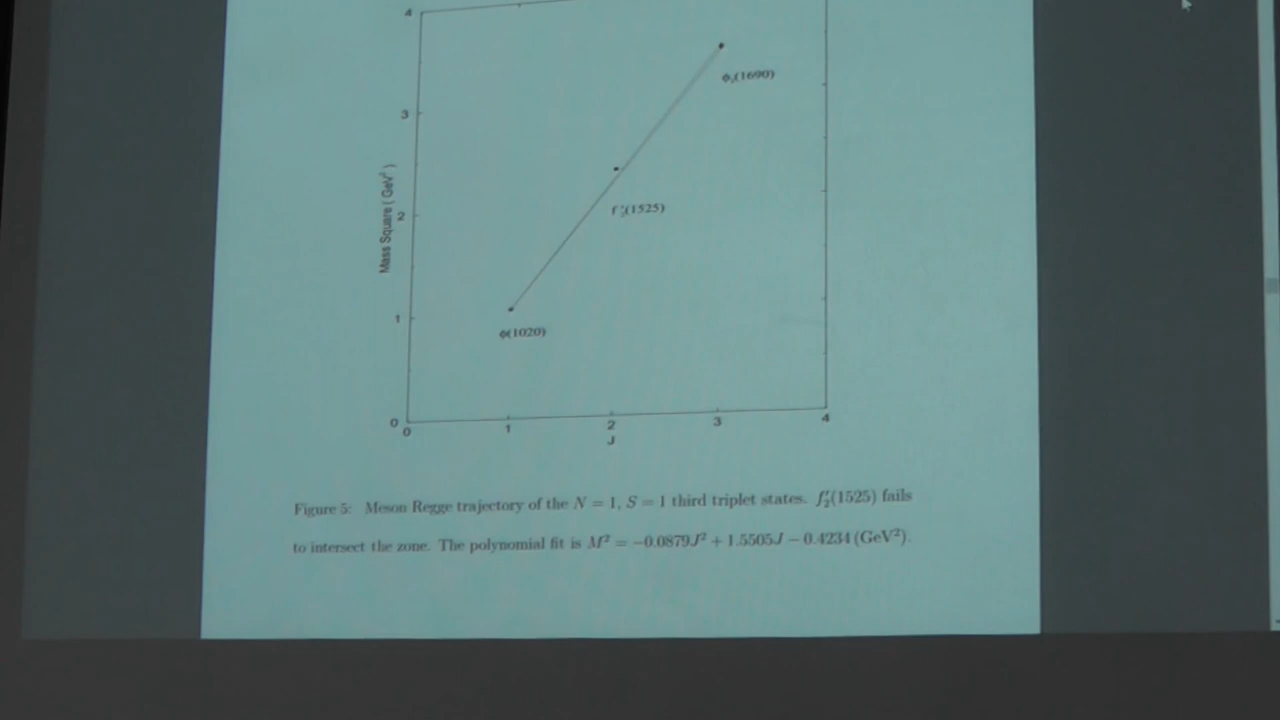 4
ϕ₃(1690)
3
Mass Square ( GeV² )
2
f′₂(1525)
1
ϕ(1020)
0
0 1 2 3 4
J
Figure 5: Meson Regge trajectory of the N = 1, S = 1 third triplet states. f′₂(1525) fails
to intersect the zone. The polynomial fit is M² = −0.0879J² + 1.5505J − 0.4234 (GeV²).